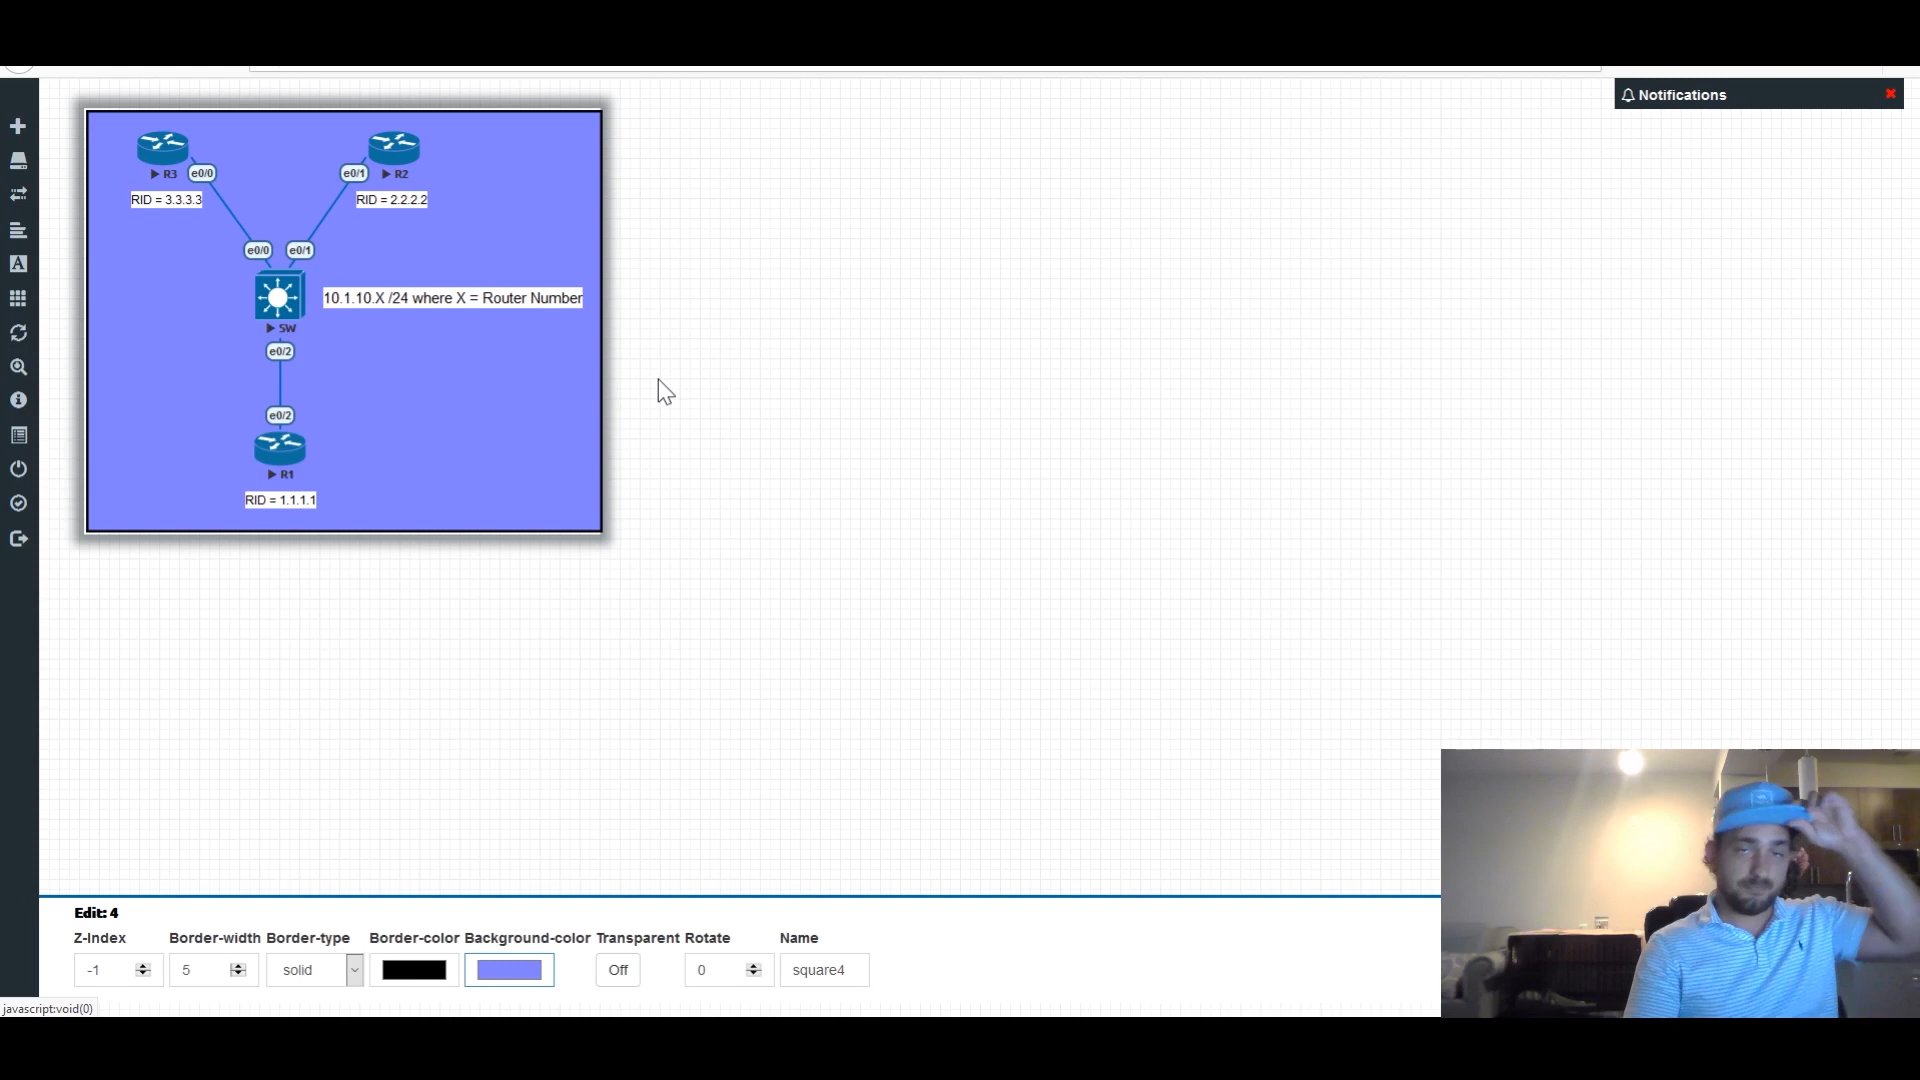 Notifications
R3
e0/0
e0/1
R2
RID = 3.3.3.3
RID = 2.2.2.2
e0/0
e0/1
10.1.10.X /24 where X = Router Number
SW
e0/2
e0/2
R1
RID = 1.1.1.1
Edit: 4
Z-Index Border-width Border-type Border-color Background-color Transparent Rotate Name
-1 5 solid Off 0 square4
javascript:void(0)